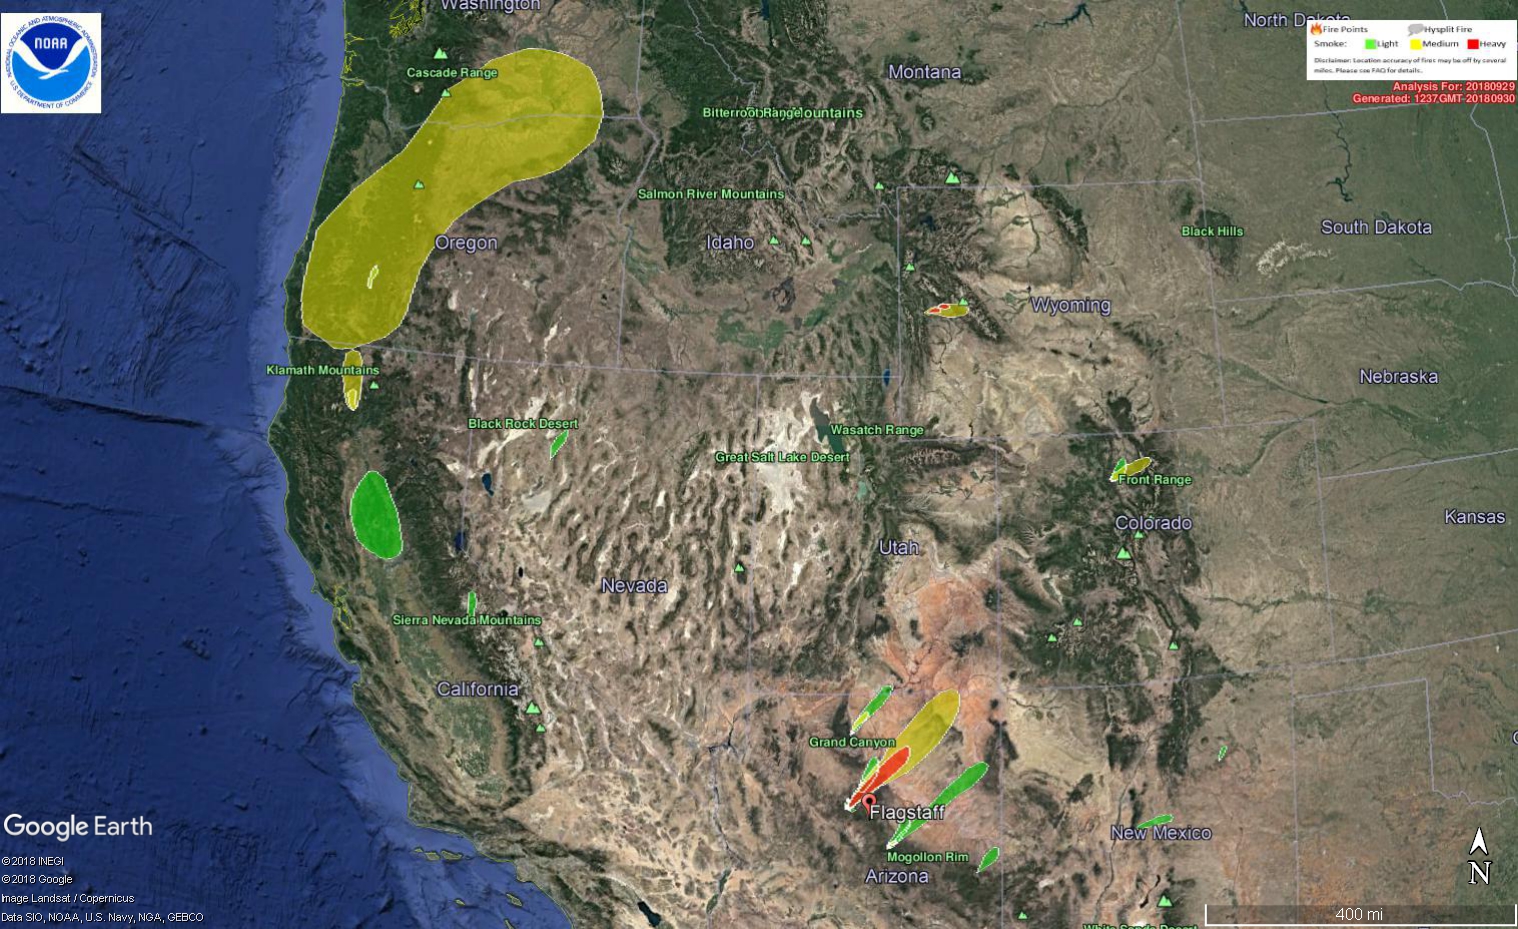 Washington
North Dakota
NOAA
NATIONAL OCEANIC AND ATMOSPHERIC ADMINISTRATION
U.S. DEPARTMENT OF COMMERCE
Fire Points
Hysplit Fire
Smoke:
Light
Medium
Heavy
Disclaimer: Location accuracy of fires may be off by several
miles. Please see FAQ for details.
Analysis For: 20180929
Generated: 1237GMT-20180930
Cascade Range
Montana
Bitterroot Range
Mountains
Salmon River Mountains
Oregon
Idaho
Black Hills
South Dakota
Wyoming
Klamath Mountains
Nebraska
Black Rock Desert
Wasatch Range
Great Salt Lake Desert
Front Range
Colorado
Kansas
Utah
Nevada
Sierra Nevada Mountains
California
Grand Canyon
Flagstaff
New Mexico
Mogollon Rim
Arizona
White Sands Desert
Google Earth
©2018 INEGI
©2018 Google
Image Landsat / Copernicus
Data SIO, NOAA, U.S. Navy, NGA, GEBCO
N
400 mi